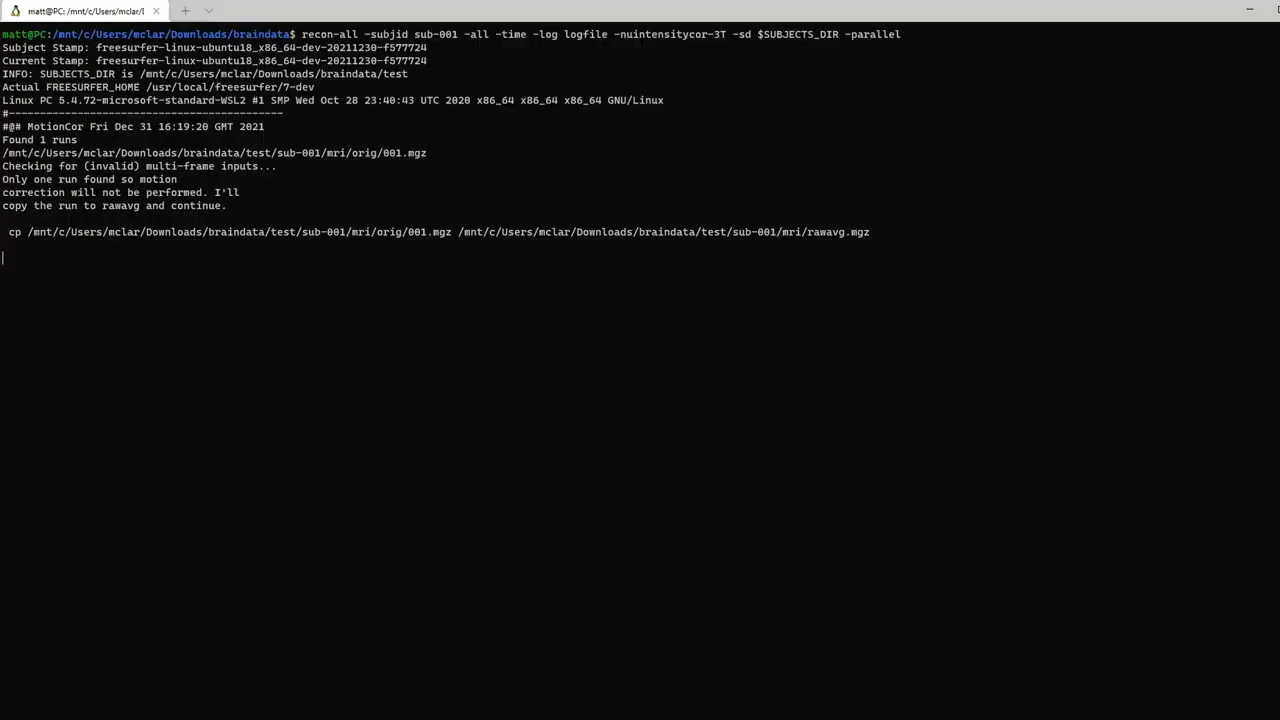 matt@PC: /mnt/c/Users/mclar/
matt@PC:/mnt/c/Users/mclar/Downloads/braindata$ recon-all -subjid sub-001 -all -time -log logfile -nuintensitycor-3T -sd $SUBJECTS_DIR -parallel
Subject Stamp: freesurfer-linux-ubuntu18_x86_64-dev-20211230-f577724
Current Stamp: freesurfer-linux-ubuntu18_x86_64-dev-20211230-f577724
INFO: SUBJECTS_DIR is /mnt/c/Users/mclar/Downloads/braindata/test
Actual FREESURFER_HOME /usr/local/freesurfer/7-dev
Linux PC 5.4.72-microsoft-standard-WSL2 #1 SMP Wed Oct 28 23:40:43 UTC 2020 x86_64 x86_64 x86_64 GNU/Linux
#--------------------------------------------
#@# MotionCor Fri Dec 31 16:19:20 GMT 2021
Found 1 runs
/mnt/c/Users/mclar/Downloads/braindata/test/sub-001/mri/orig/001.mgz
Checking for (invalid) multi-frame inputs...
Only one run found so motion
correction will not be performed. I'll
copy the run to rawavg and continue.
cp /mnt/c/Users/mclar/Downloads/braindata/test/sub-001/mri/orig/001.mgz /mnt/c/Users/mclar/Downloads/braindata/test/sub-001/mri/rawavg.mgz